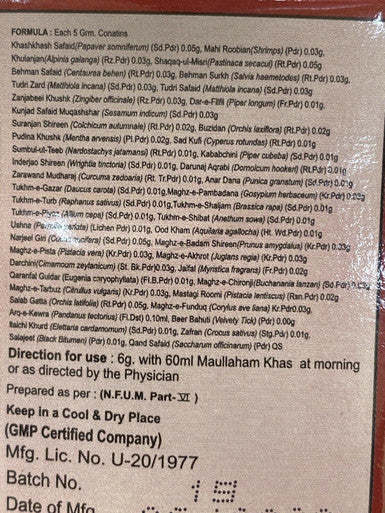 FORMULA : Each 5 Grm. Conatins
Khashkhash Safaid(Papaver somniferum) (Sd.Pdr) 0.05g, Mahi Roobian(Shrimps) (Pdr) 0.03g,
Khulanjan(Alpinia galanga) (Rz.Pdr) 0.03g, Shaqaq-ul-Misri(Pastinaca secacul) (Rt.Pdr) 0.05g
Behman Safaid (Centaurea behen) (Rt.Pdr) 0.03g, Behman Surkh (Salvia haemetodes) (Rt.Pdr) 0.03g,
Tudri Zard (Matthiola incana) (Sd.Pdr) 0.03g, Tudri Safaid (Matthiola incana) (Sd.Pdr) 0.03g
Zanjabeel Khushk (Zingiber officinale) (Rz.Pdr) 0.03g, Dar-e-Filfil (Piper longum) (Fr.Pdr) 0.01g,
Kunjad Safaid Muqashshar (Sesamum indicum) (Sd.Pdr) 0.03g
Suranjan Shireen (Colchicum autumnale) (Rt.Pdr) 0.02g, Buzidan (Orchis laxiflora) (Rt.Pdr) 0.02g
Pudina Khushk (Mentha arvensis) (Pl.Pdr) 0.02g, Sad Kufi (Cyperus rotundus) (Rt.Pdr) 0.01g
Sumbul-ut-Teeb (Nardostachys jatamansi) (Rt.Pdr) 0.01g, Kababchini (Piper cubeba) (Sd.Pdr) 0.01g
Inderjao Shireen (Wrightia tinctoria) (Sd.Pdr) 0.01g, Darunaj Aqrabi (Domoicum hookeri) (Rt.Pdr) 0.01g
Zarawand Mudharaj (Curcuma zedoaria) (Rt. Tr.Pdr) 0.01g, Anar Dana (Punica granatum) (Sd.Pdr) 0.01g
Tukhm-e-Gazar (Daucus carota) (Sd.Pdr) 0.01g,Maghz-e-Pambadana (Gossypium herbaceum) (Kr.Pdr) 0.03g
Tukhm-e-Turb (Raphanus sativus) (Sd.Pdr) 0.01g, Tukhm-e-Shaljam (Brassica rapa) (Sd.Pdr) 0.01g
(Allium cepa) (Sd.Pdr) 0.01g, Tukhm-e-Shibat (Anethum sowa) (Sd.Pdr) 0.01g
Ushna Lichen Pdr) 0.01g, Ood Kham (Aquilaria agallocha) (Ht. Wd.Pdr) 0.01g
Narjeel Giri (Sd.Pdr) 0.05g, Maghz-e-Badam Shireen(Prunus amygdalus) (Kr.Pdr) 0.03g
Maghz-e-Pista (Pistacia vera) (Kr.Pdr) 0.03g, Maghz-e-Akhrot (Juglans regia) (Kr.Pdr) 0.03g
Darchini(Cinnamom zeylanicum) (St. Bk.Pdr)0.03g, Jaifal (Myristica fragrans) (Fr.Pdr) 0.02g
Qaranfal Guldar (Eugenia coryophyllata) (Fl.B.Pdr) 0.01g, Maghz-e-Chironji(Buchanania lanzan) (Sd.Pdr)
Maghz-e-Tarbuz (Citrullus vulgaris) (Kr.Pdr) 0.03g, Mastagi Roomi (Pistacia lentiscus) (Rsn.Pdr) 0.02g
Salab Gatta (Orchis latifolia) (Rt.Pdr) 0.05g, Maghz-e-Funduq (Corylus ave llana) Kr.Pdr0.03g,
Arq-e-Kewra (Pandanus tectorius) (Fl.Dst) 0.10ml, Beer Bahuti (Velvety Tick) (Pdr) 0.00g
Ilaichi Khurd (Elettaria cardamomum) (Sd.Pdr) 0.01g, Zafran (Crocus sativus) (Stg.Pdr) 0.01g
Salajeet (Black Bitumen) (Pdr) 0.01g, Qand Safaid (Saccharum officinarum) (Pdr) QS
Direction for use : 6g. with 60ml Maullaham Khas at morning
or as directed by the Physician
Prepared as per : (N.F.U.M. Part-VI )
Keep in a Cool & Dry Place
(GMP Certified Company)
Mfg. Lic. No. U-20/1977
Batch No. 19
Date of Mfg.